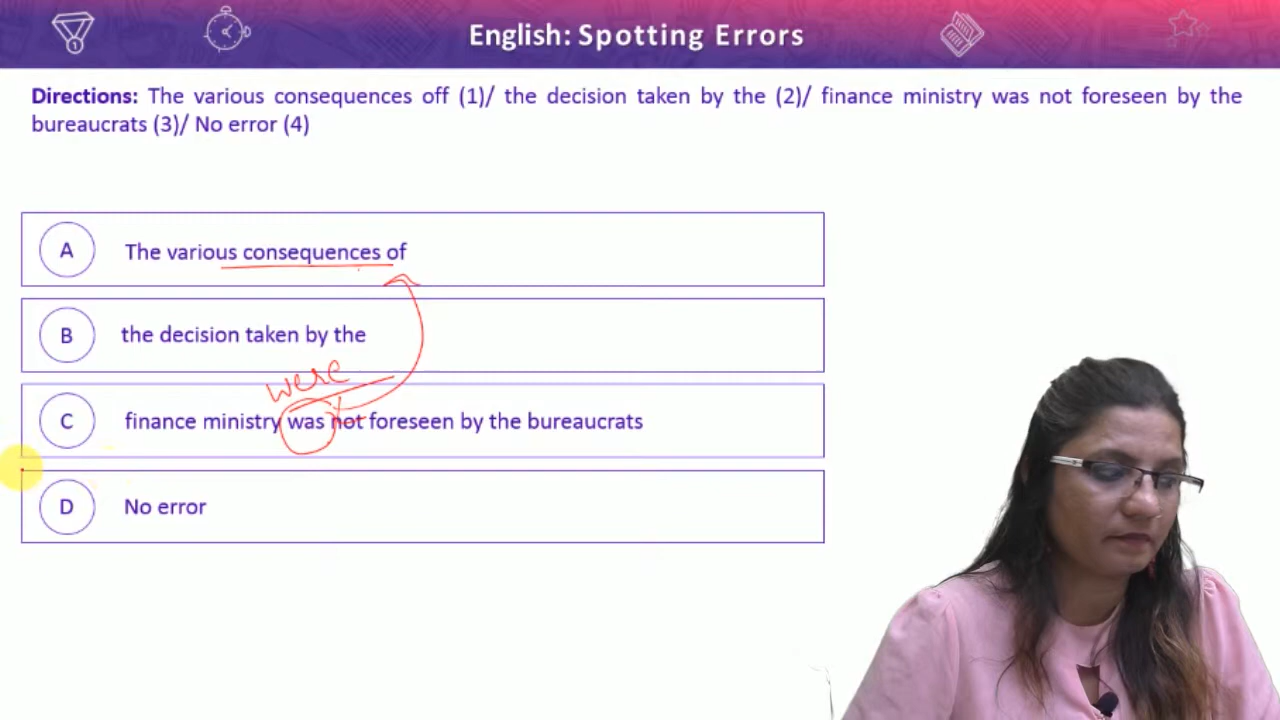 English: Spotting Errors
Directions: The various consequences off (1)/ the decision taken by the (2)/ finance ministry was not foreseen by the
bureaucrats (3)/ No error (4)
A The various consequences of
B the decision taken by the
were
C finance ministry was not foreseen by the bureaucrats
D No error